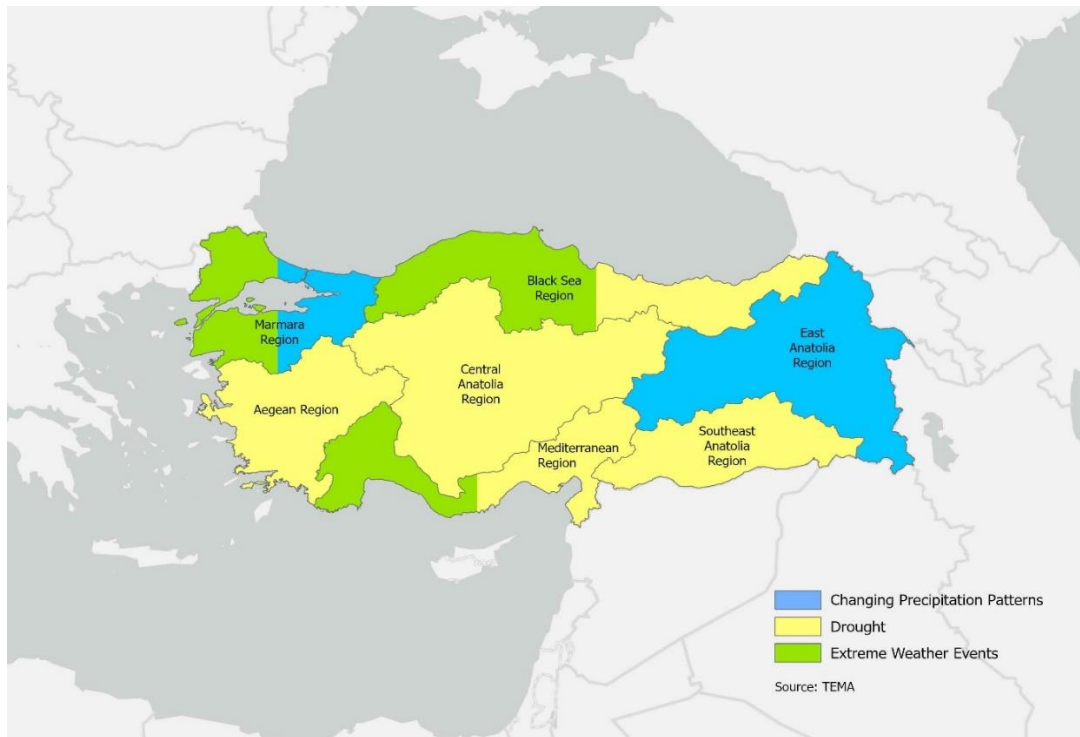 Black Sea
Region
Marmara
Region
East
Anatolia
Region
Central
Anatolia
Region
Aegean Region
Southeast
Anatolia
Region
Mediterranean
Region
Changing Precipitation Patterns
Drought
Extreme Weather Events
Source: TEMA